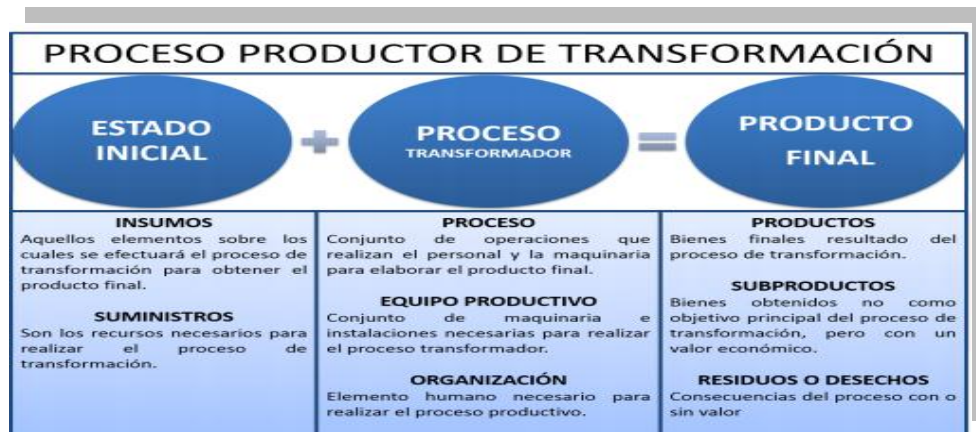 PROCESO PRODUCTOR DE TRANSFORMACIÓN
ESTADO
INICIAL
PROCESO
TRANSFORMADOR
PRODUCTO
FINAL
INSUMOS
Aquellos elementos sobre los
cuales se efectuará el proceso de
transformación para obtener el
producto final.
SUMINISTROS
Son los recursos necesarios para
realizar el proceso de
transformación.
PROCESO
Conjunto de operaciones que
realizan el personal y la maquinaria
para elaborar el producto final.
EQUIPO PRODUCTIVO
Conjunto de maquinaria e
instalaciones necesarias para realizar
el proceso transformador.
ORGANIZACIÓN
Elemento humano necesario para
realizar el proceso productivo.
PRODUCTOS
Bienes finales resultado del
proceso de transformación.
SUBPRODUCTOS
Bienes obtenidos no como
objetivo principal del proceso de
transformación, pero con un
valor económico.
RESIDUOS O DESECHOS
Consecuencias del proceso con o
sin valor